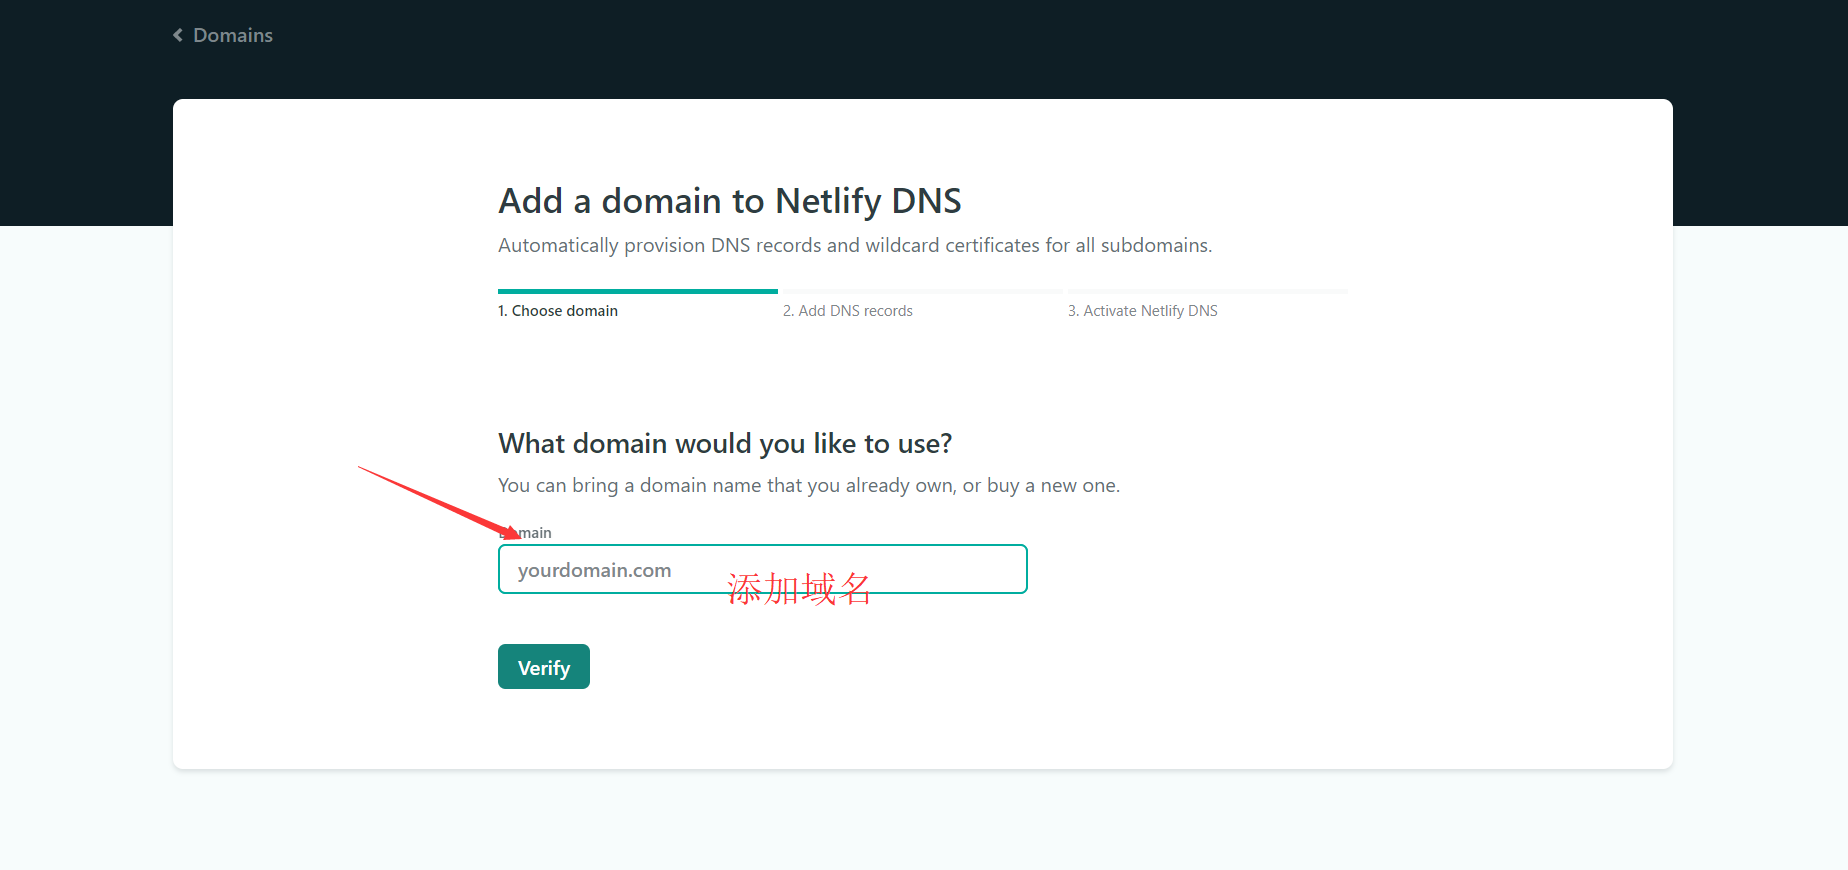 Domains
Add a domain to Netlify DNS
Automatically provision DNS records and wildcard certificates for all subdomains.
1. Choose domain
2. Add DNS records
3. Activate Netlify DNS
What domain would you like to use?
You can bring a domain name that you already own, or buy a new one.
Domain
yourdomain.com
添加域名
Verify